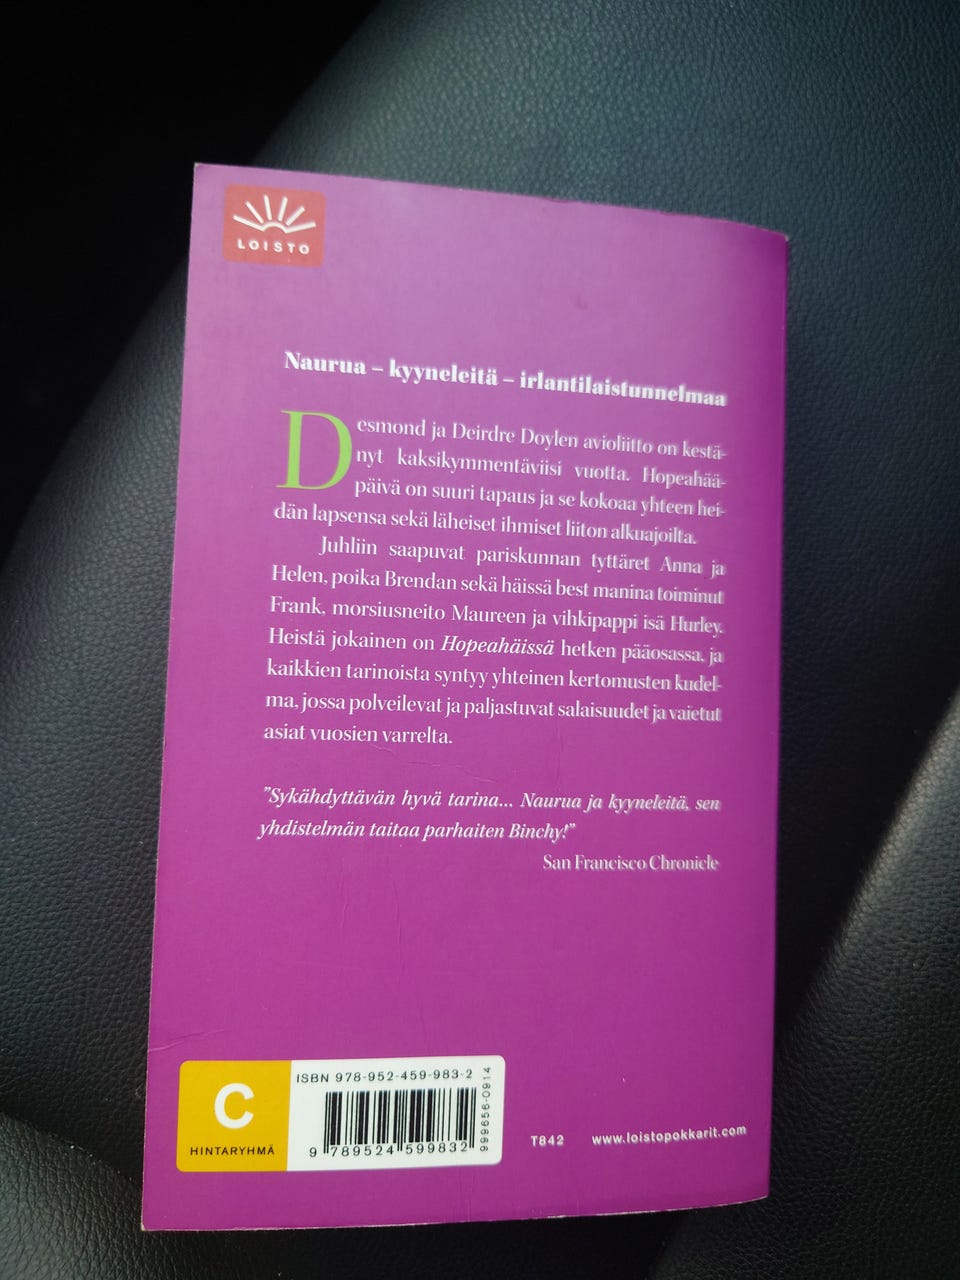 LOISTO
Naurua – kyyneleitä – irlantilaistunnelmaa
Desmond ja Deirdre Doylen avioliitto on kestä-
nyt kaksikymmentäviisi vuotta. Hopeahää-
päivä on suuri tapaus ja se kokoaa yhteen hei-
dän lapsensa sekä läheiset ihmiset liiton alkuajoilta.
Juhliin saapuvat pariskunnan tyttäret Anna ja
Helen, poika Brendan sekä häissä best manina toiminut
Frank, morsiusneito Maureen ja vihkipappi isä Hurley.
Heistä jokainen on Hopeahäissä hetken pääosassa, ja
kaikkien tarinoista syntyy yhteinen kertomusten kudel-
ma, jossa polveilevat ja paljastuvat salaisuudet ja vaietut
asiat vuosien varrelta.
"Sykähdyttävän hyvä tarina... Naurua ja kyyneleitä, sen
yhdistelmän taitaa parhaiten Binchy!"
San Francisco Chronicle
C
HINTARYHMÄ
ISBN 978-952-459-983-2
9 789524 599832
999656-0914
T842
www.loistopokkarit.com